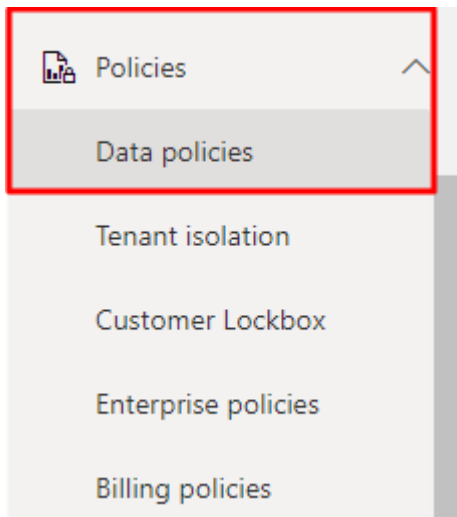 Policies
Data policies
Tenant isolation
Customer Lockbox
Enterprise policies
Billing policies